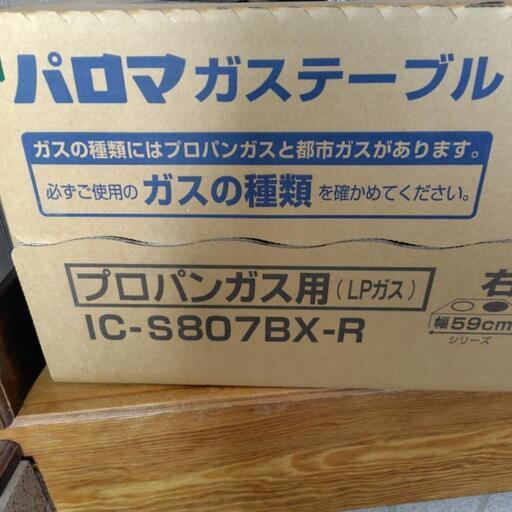 パロマ ガステーブル
ガスの種類にはプロパンガスと都市ガスがあります。
必ずご使用の ガスの種類 を確かめてください。
プロパンガス用(LPガス)
IC-S807BX-R
右
幅59cm
シリーズ